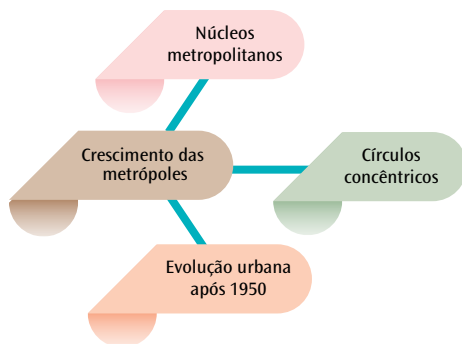 Núcleos
metropolitanos
Crescimento das
metrópoles
Círculos
concêntricos
Evolução urbana
após 1950